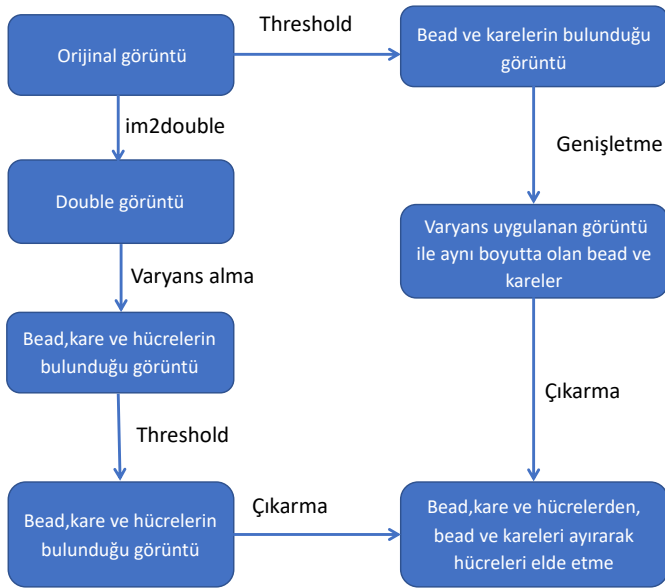 Orijinal görüntü
Threshold
Bead ve karelerin bulunduğu
görüntü
im2double
Genişletme
Double görüntü
Varyans uygulanan görüntü
ile aynı boyutta olan bead ve
kareler
Varyans alma
Bead,kare ve hücrelerin
bulunduğu görüntü
Çıkarma
Threshold
Bead,kare ve hücrelerin
bulunduğu görüntü
Çıkarma
Bead,kare ve hücrelerden,
bead ve kareleri ayırarak
hücreleri elde etme